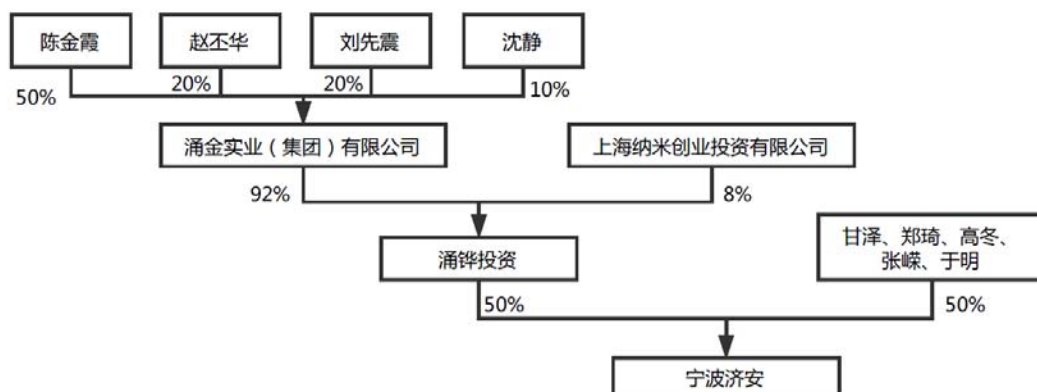 陈金霞
赵丕华
刘先震
沈静
50%
20%
20%
10%
涌金实业（集团）有限公司
上海纳米创业投资有限公司
92%
8%
涌铧投资
甘泽、郑琦、高冬、
张嵘、于明
50%
50%
宁波济安